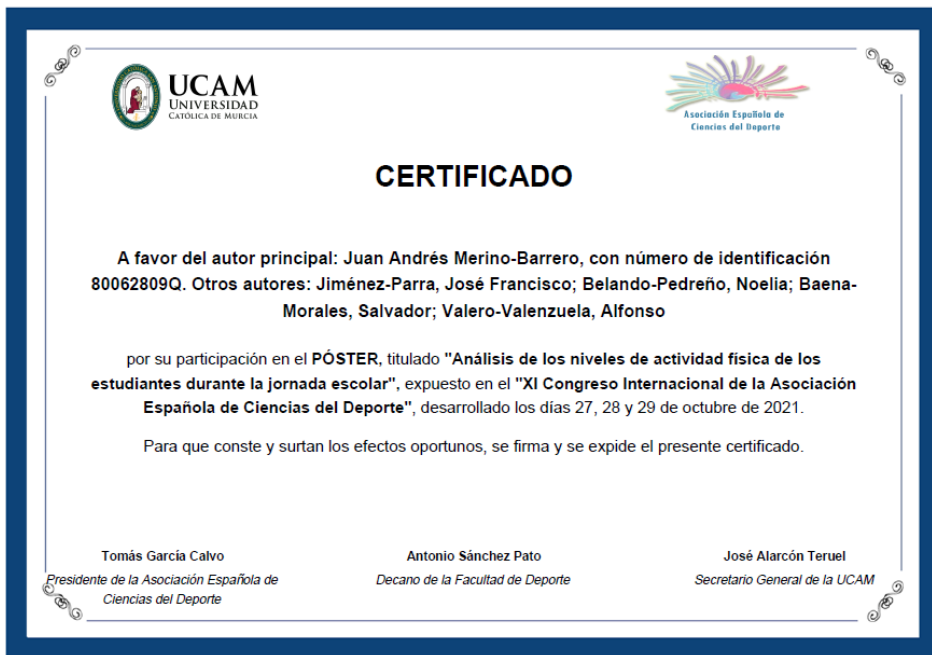 UCAM
UNIVERSIDAD
CATÓLICA DE MURCIA
Asociación Española de
Ciencias del Deporte
CERTIFICADO
A favor del autor principal: Juan Andrés Merino-Barrero, con número de identificación
80062809Q. Otros autores: Jiménez-Parra, José Francisco; Belando-Pedreño, Noelia; Baena-
Morales, Salvador; Valero-Valenzuela, Alfonso
por su participación en el PÓSTER, titulado "Análisis de los niveles de actividad física de los
estudiantes durante la jornada escolar", expuesto en el "XI Congreso Internacional de la Asociación
Española de Ciencias del Deporte", desarrollado los días 27, 28 y 29 de octubre de 2021.
Para que conste y surtan los efectos oportunos, se firma y se expide el presente certificado.
Tomás García Calvo
Presidente de la Asociación Española de
Ciencias del Deporte
Antonio Sánchez Pato
Decano de la Facultad de Deporte
José Alarcón Teruel
Secretario General de la UCAM